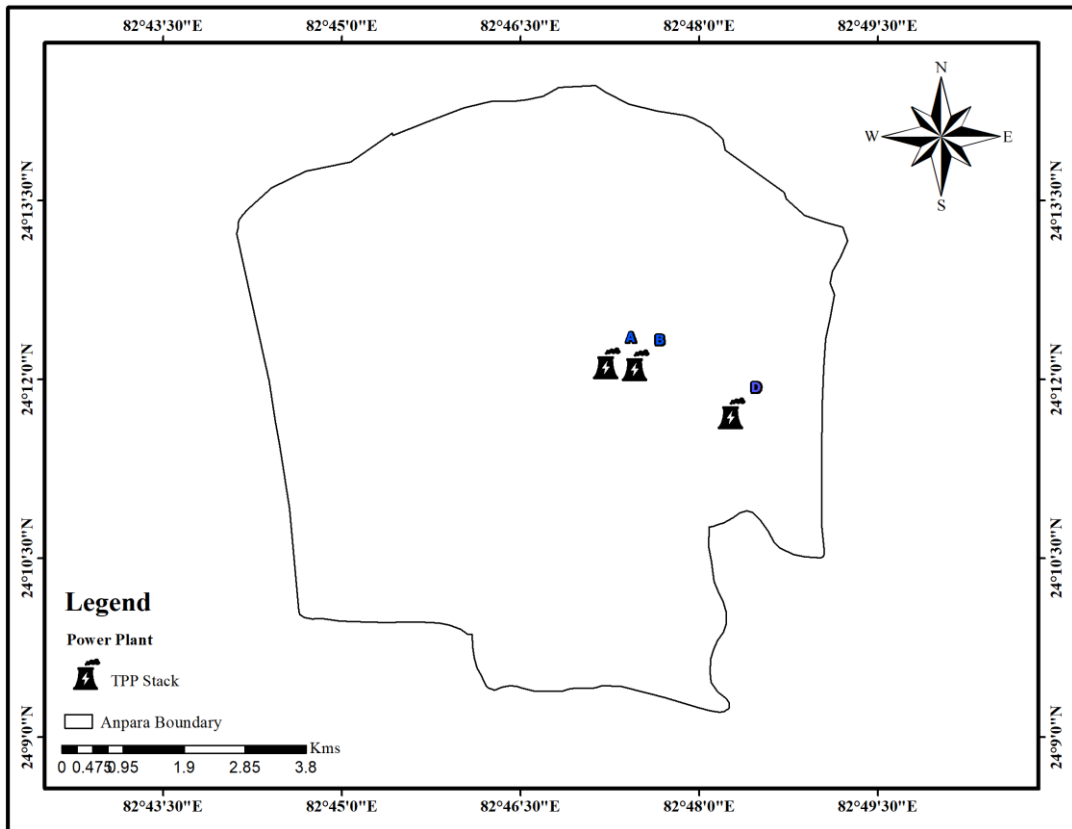 82°43'30"E 82°45'0"E 82°46'30"E 82°48'0"E 82°49'30"E
N
W E
S
24°13'30"N 24°13'30"N
A B
24°12'0"N 24°12'0"N
D
24°10'30"N 24°10'30"N
Legend
Power Plant
TPP Stack
Anpara Boundary
24°9'0"N 24°9'0"N
Kms
0 0.475 0.95 1.9 2.85 3.8
82°43'30"E 82°45'0"E 82°46'30"E 82°48'0"E 82°49'30"E